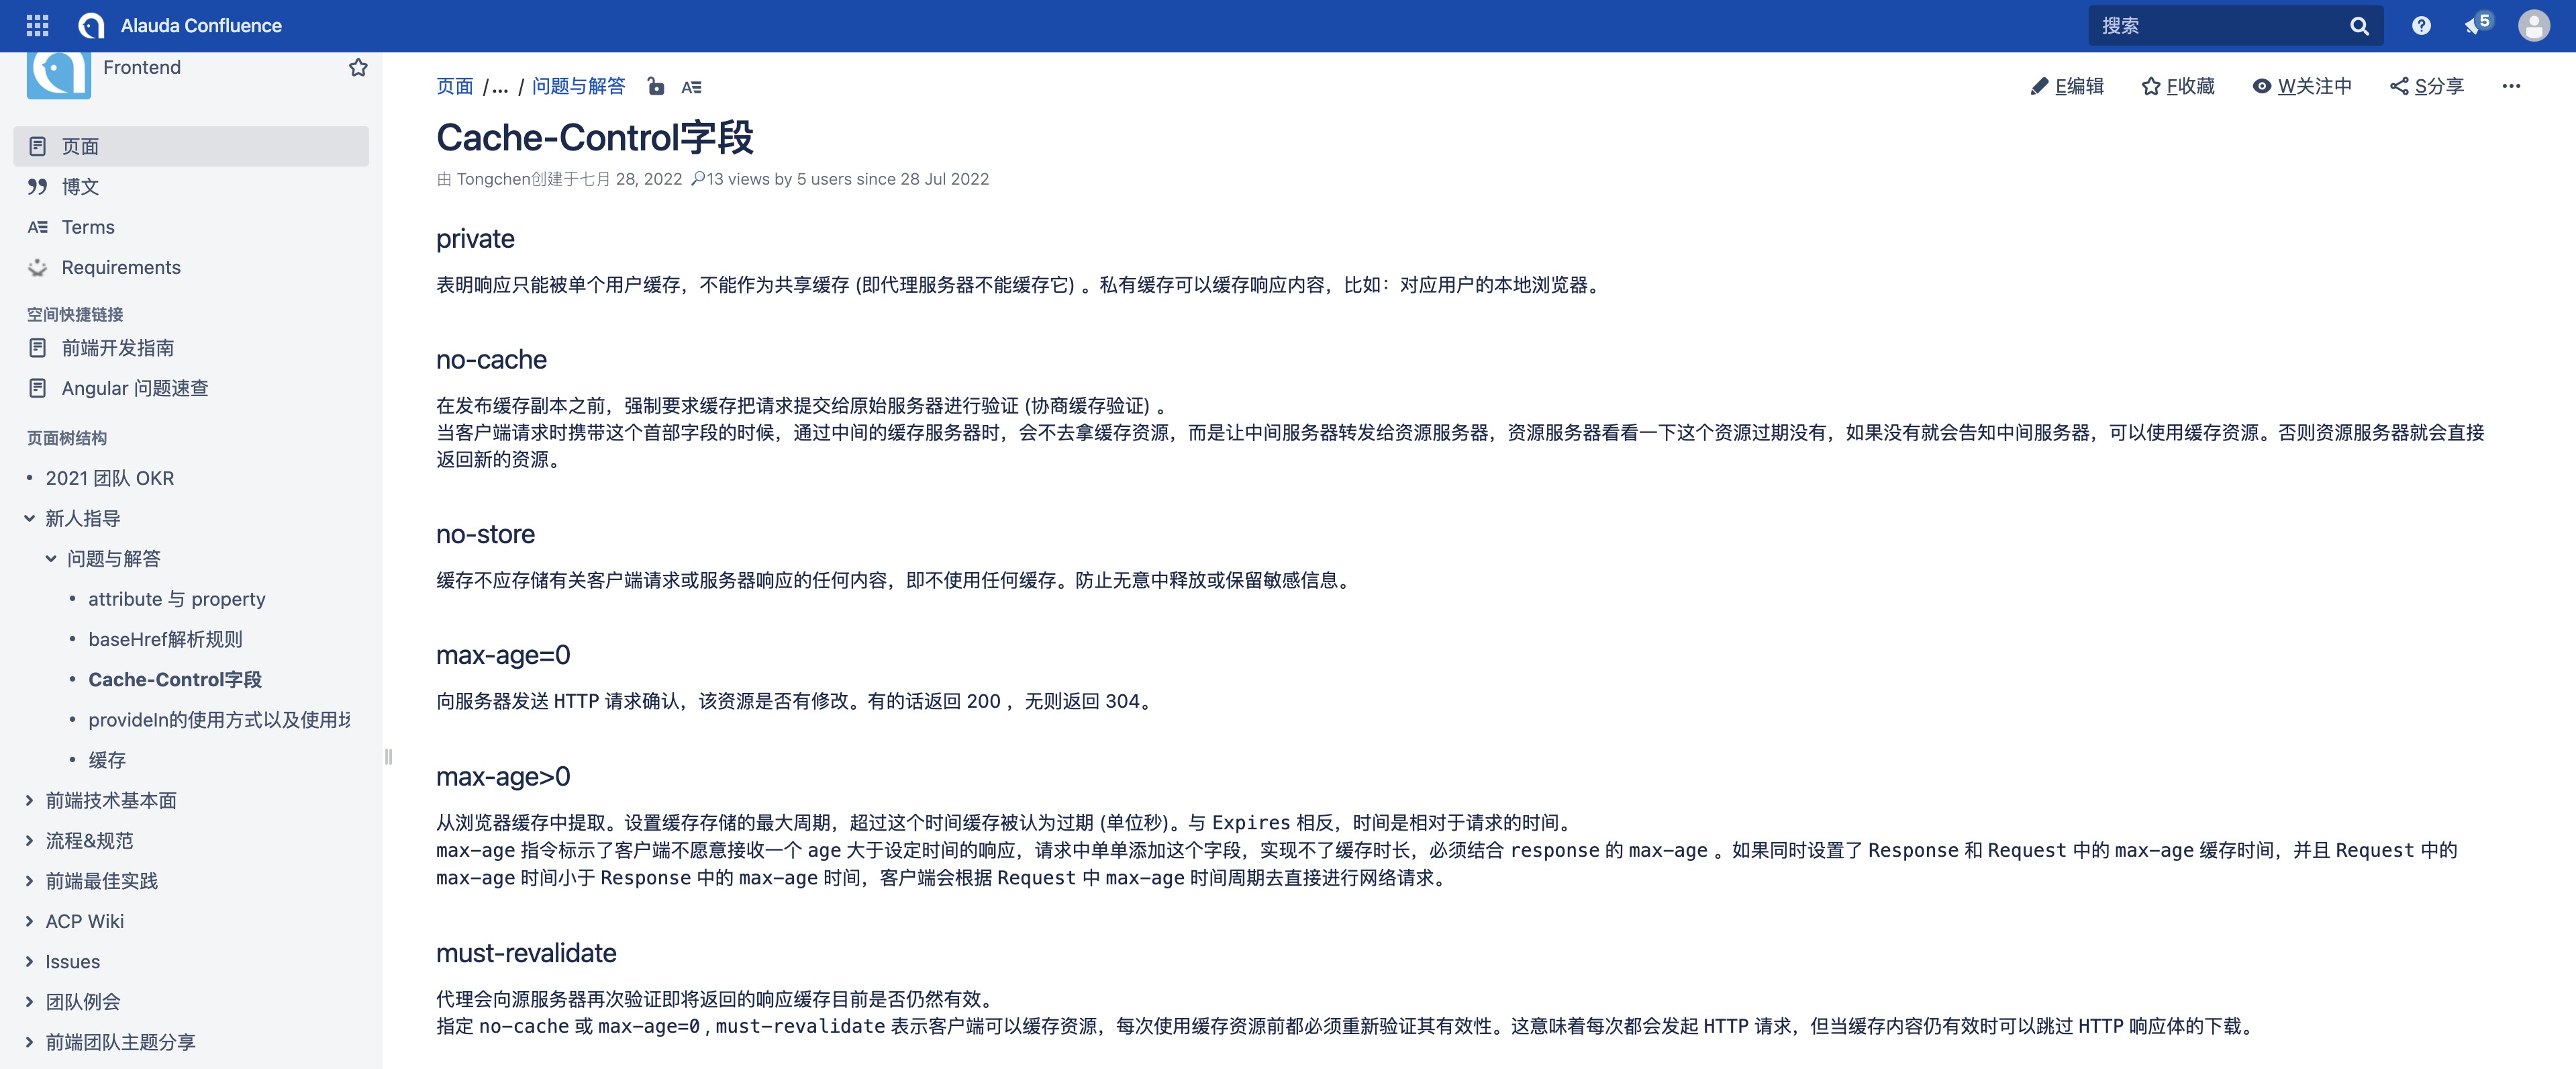 Alauda Confluence
搜索
5
Frontend
页面
博文
Terms
Requirements
空间快捷链接
前端开发指南
Angular 问题速查
页面树结构
2021 团队 OKR
新人指导
问题与解答
attribute 与 property
baseHref解析规则
Cache-Control字段
provideIn的使用方式以及使用场
缓存
前端技术基本面
流程&规范
前端最佳实践
ACP Wiki
Issues
团队例会
前端团队主题分享
页面 /... / 问题与解答
E编辑 F收藏 W关注中 S分享 ...
Cache-Control字段
由 Tongchen创建于七月 28, 2022 13 views by 5 users since 28 Jul 2022
private
表明响应只能被单个用户缓存，不能作为共享缓存 (即代理服务器不能缓存它) 。私有缓存可以缓存响应内容，比如：对应用户的本地浏览器。
no-cache
在发布缓存副本之前，强制要求缓存把请求提交给原始服务器进行验证 (协商缓存验证) 。
当客户端请求时携带这个首部字段的时候，通过中间的缓存服务器时，会不去拿缓存资源，而是让中间服务器转发给资源服务器，资源服务器看看一下这个资源过期没有，如果没有就会告知中间服务器，可以使用缓存资源。否则资源服务器就会直接
返回新的资源。
no-store
缓存不应存储有关客户端请求或服务器响应的任何内容，即不使用任何缓存。防止无意中释放或保留敏感信息。
max-age=0
向服务器发送 HTTP 请求确认，该资源是否有修改。有的话返回 200 ，无则返回 304。
max-age>0
从浏览器缓存中提取。设置缓存存储的最大周期，超过这个时间缓存被认为过期 (单位秒)。与 Expires 相反，时间是相对于请求的时间。
max-age 指令标示了客户端不愿意接收一个 age 大于设定时间的响应，请求中单单添加这个字段，实现不了缓存时长，必须结合 response 的 max-age 。如果同时设置了 Response 和 Request 中的 max-age 缓存时间，并且 Request 中的
max-age 时间小于 Response 中的 max-age 时间，客户端会根据 Request 中 max-age 时间周期去直接进行网络请求。
must-revalidate
代理会向源服务器再次验证即将返回的响应缓存目前是否仍然有效。
指定 no-cache 或 max-age=0 , must-revalidate 表示客户端可以缓存资源，每次使用缓存资源前都必须重新验证其有效性。这意味着每次都会发起 HTTP 请求，但当缓存内容仍有效时可以跳过 HTTP 响应体的下载。